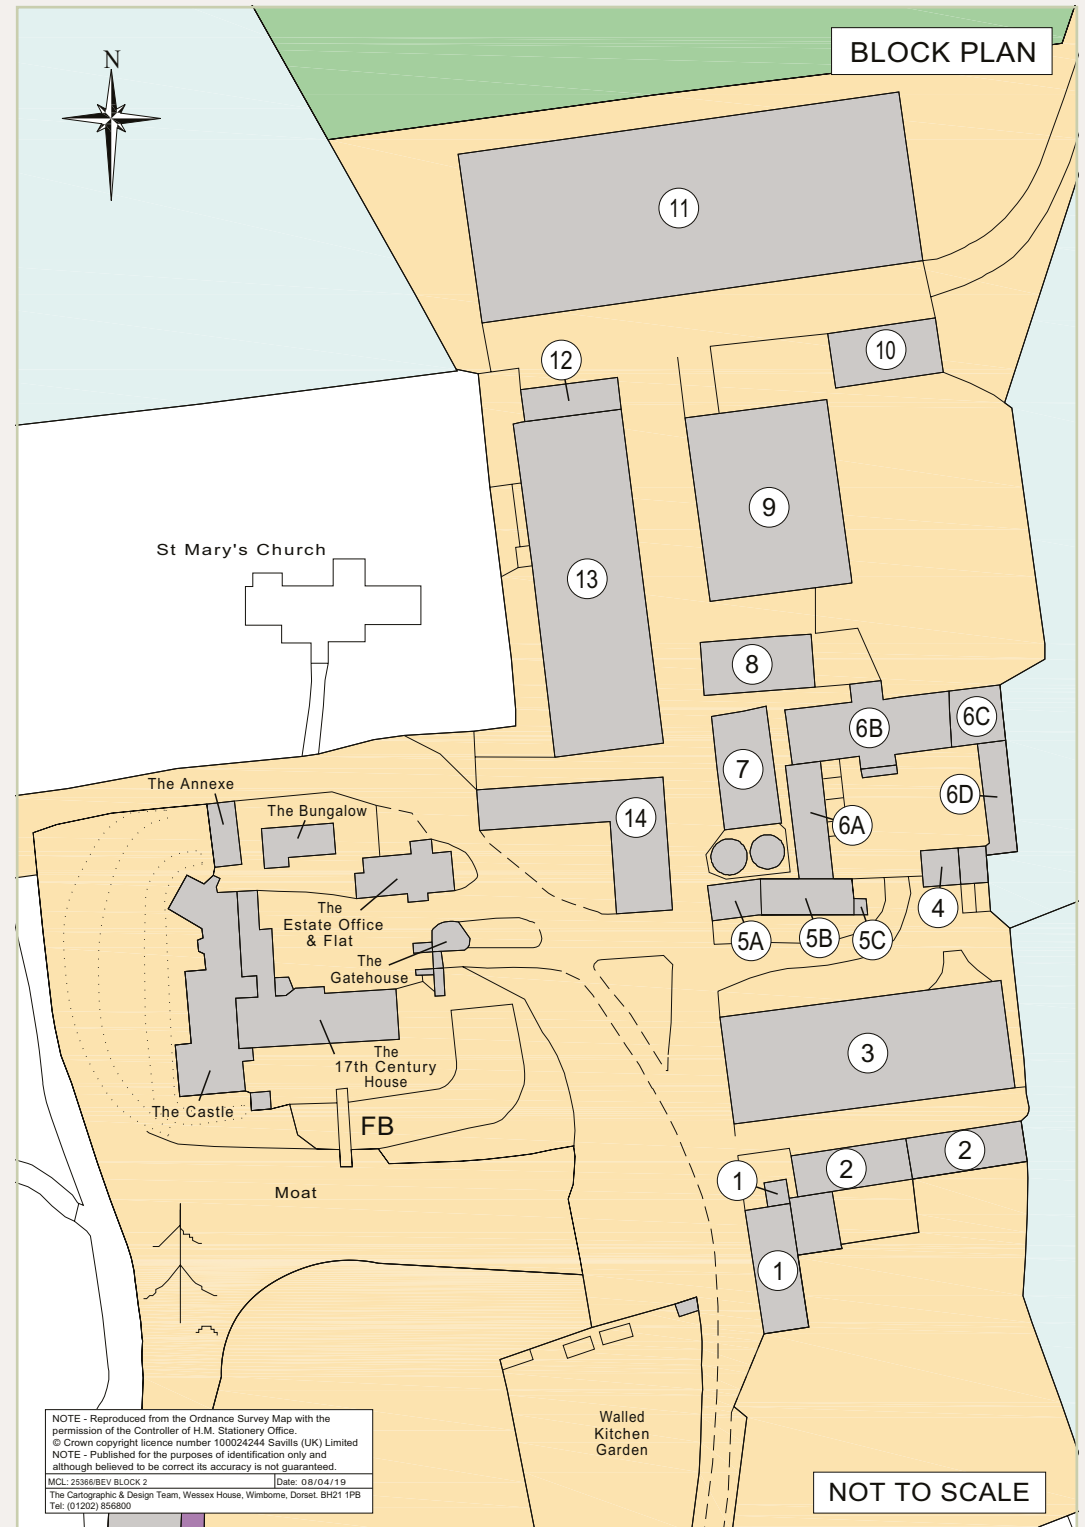 N
BLOCK PLAN
11
12
10
9
St Mary's Church
13
8
6C
6B
The Annexe
7
6D
The Bungalow
14
6A
The
Estate Office
& Flat
4
5A
5B
5C
The
Gatehouse
3
The
17th Century
House
The Castle
FB
2
2
1
Moat
1
Walled
Kitchen
Garden
NOTE - Reproduced from the Ordnance Survey Map with the
permission of the Controller of H.M. Stationery Office.
© Crown copyright licence number 100024244 Savills (UK) Limited
NOTE - Published for the purposes of identification only and
although believed to be correct its accuracy is not guaranteed.
MCL: 25366/BEV BLOCK 2 Date: 08/04/19
The Cartographic & Design Team, Wessex House, Wimborne, Dorset. BH21 1PB
Tel: (01202) 856800
NOT TO SCALE